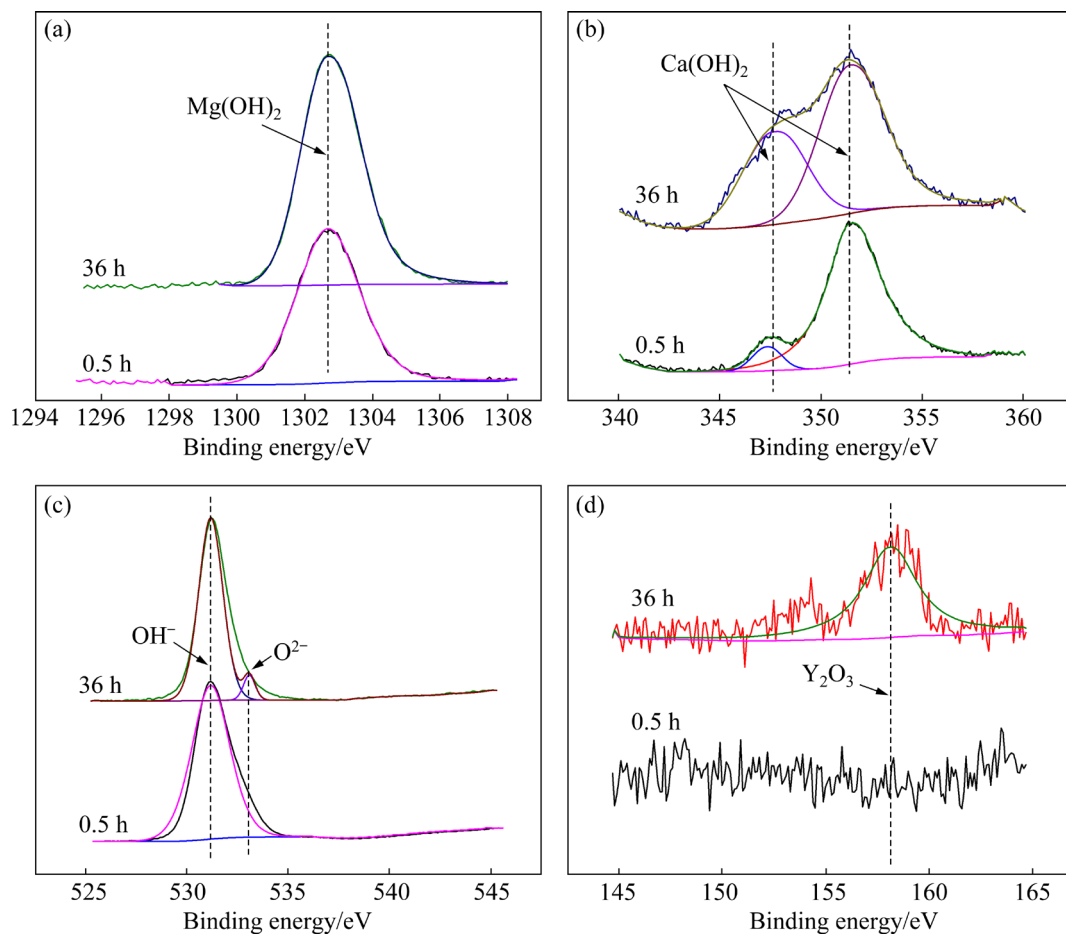 (a)
Mg(OH)₂
36 h
0.5 h
1294 1296 1298 1300 1302 1304 1306 1308
Binding energy/eV
(b)
Ca(OH)₂
36 h
0.5 h
340 345 350 355 360
Binding energy/eV
(c)
OH⁻
O²⁻
36 h
0.5 h
525 530 535 540 545
Binding energy/eV
(d)
36 h
Y₂O₃
0.5 h
145 150 155 160 165
Binding energy/eV